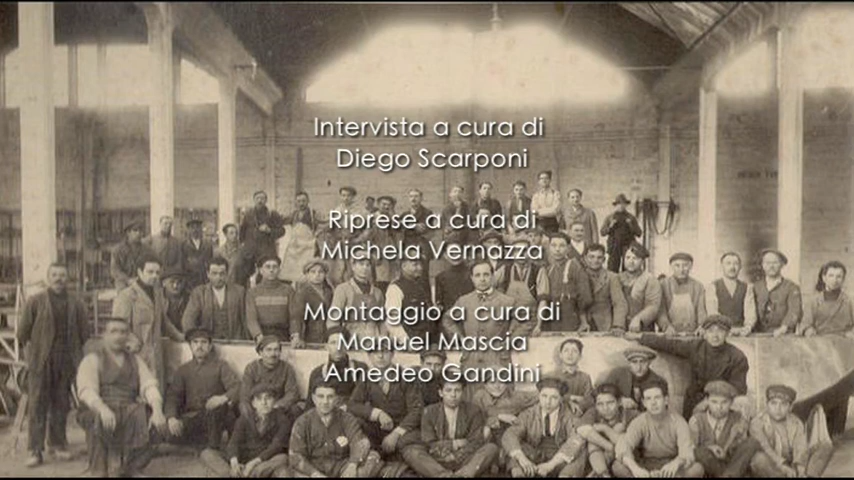 Intervista a cura di
Diego Scarponi
Riprese a cura di
Michela Vernazza
Montaggio a cura di
Manuel Mascia
Amedeo Gandini